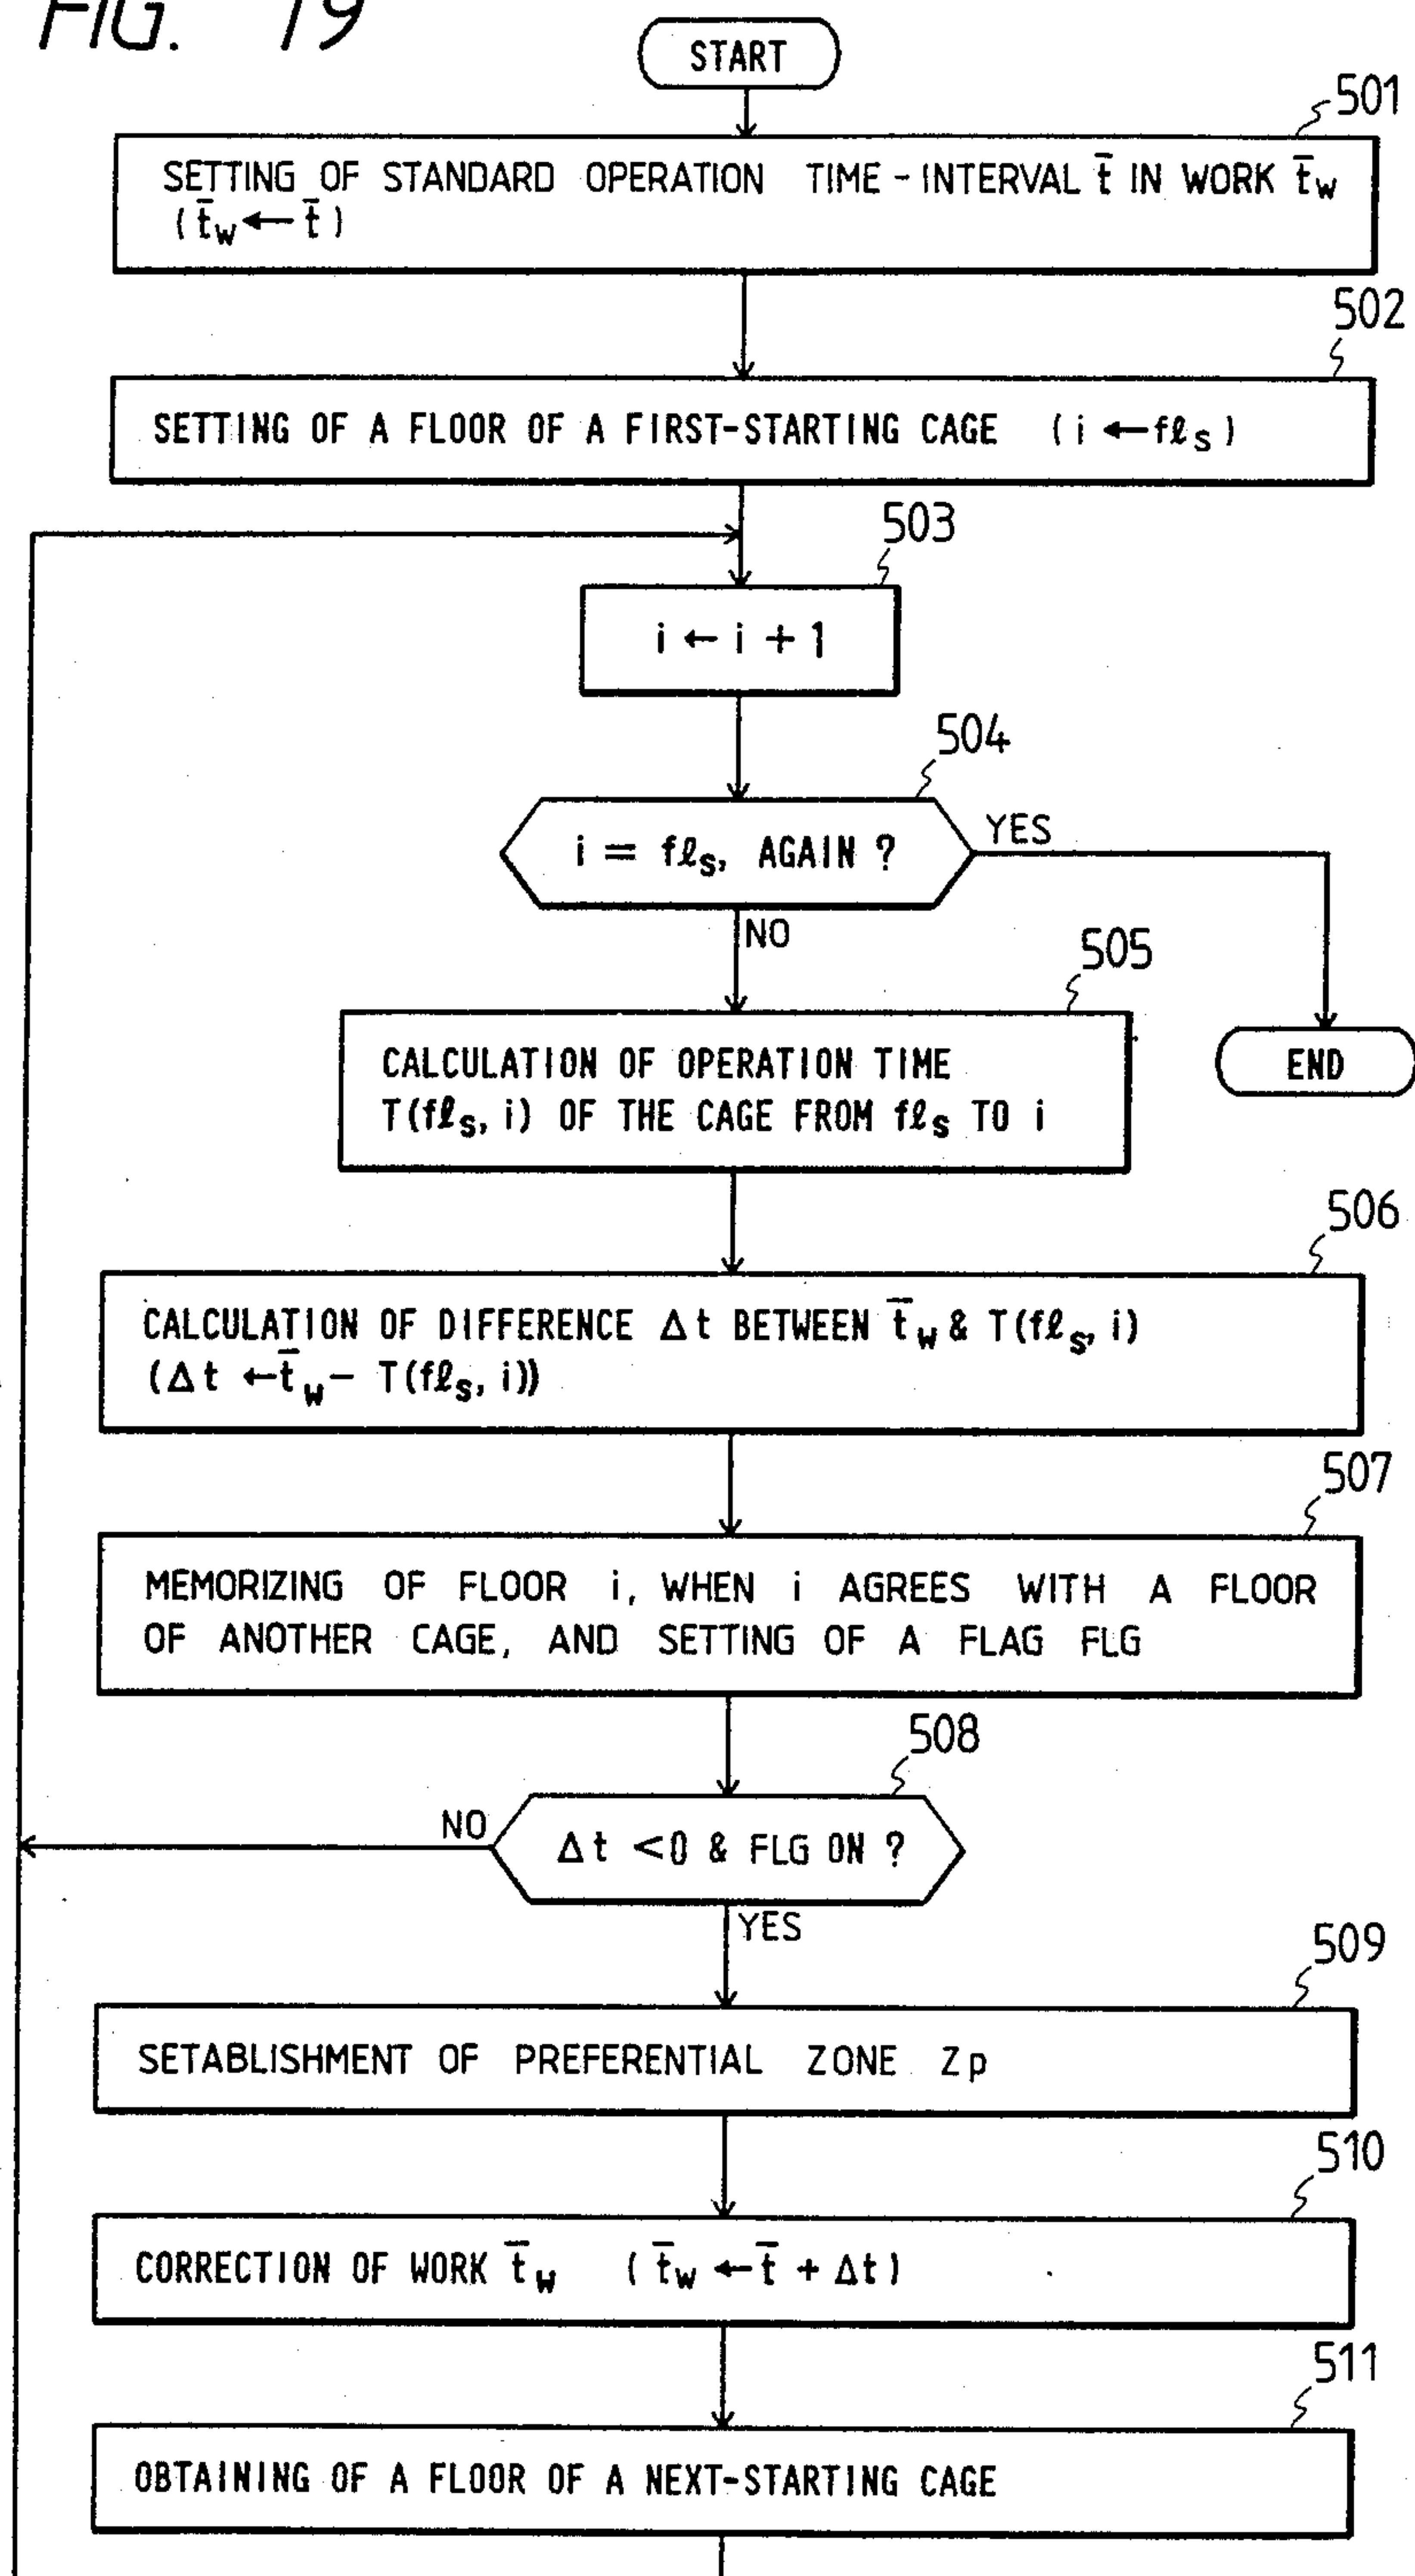 FIG. 19
START
501
SETTING OF STANDARD OPERATION TIME-INTERVAL t̄ IN WORK t̄w
(t̄w ← t̄)
502
SETTING OF A FLOOR OF A FIRST-STARTING CAGE (i ← fℓs)
503
i ← i + 1
504
i = fℓs, AGAIN ?
YES
NO
505
CALCULATION OF OPERATION TIME
T(fℓs, i) OF THE CAGE FROM fℓs TO i
END
506
CALCULATION OF DIFFERENCE Δt BETWEEN t̄w & T(fℓs, i)
(Δt ← t̄w − T(fℓs, i))
507
MEMORIZING OF FLOOR i, WHEN i AGREES WITH A FLOOR
OF ANOTHER CAGE, AND SETTING OF A FLAG FLG
508
NO
Δt <0 & FLG ON ?
YES
509
SETABLISHMENT OF PREFERENTIAL ZONE Zp
510
CORRECTION OF WORK t̄w (t̄w ← t̄ + Δt)
511
OBTAINING OF A FLOOR OF A NEXT-STARTING CAGE